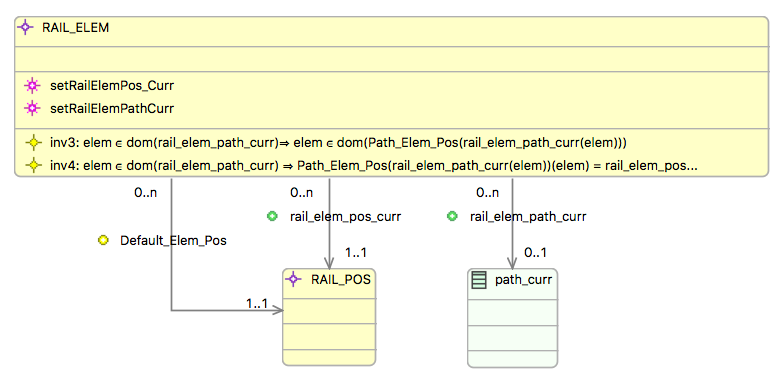 RAIL_ELEM
setRailElemPos_Curr
setRailElemPathCurr
inv3: elem ∈ dom(rail_elem_path_curr)⇒ elem ∈ dom(Path_Elem_Pos(rail_elem_path_curr(elem)))
inv4: elem ∈ dom(rail_elem_path_curr) ⇒ Path_Elem_Pos(rail_elem_path_curr(elem))(elem) = rail_elem_pos...
0..n 0..n 0..n
rail_elem_pos_curr rail_elem_path_curr
Default_Elem_Pos
1..1 0..1
RAIL_POS path_curr
1..1